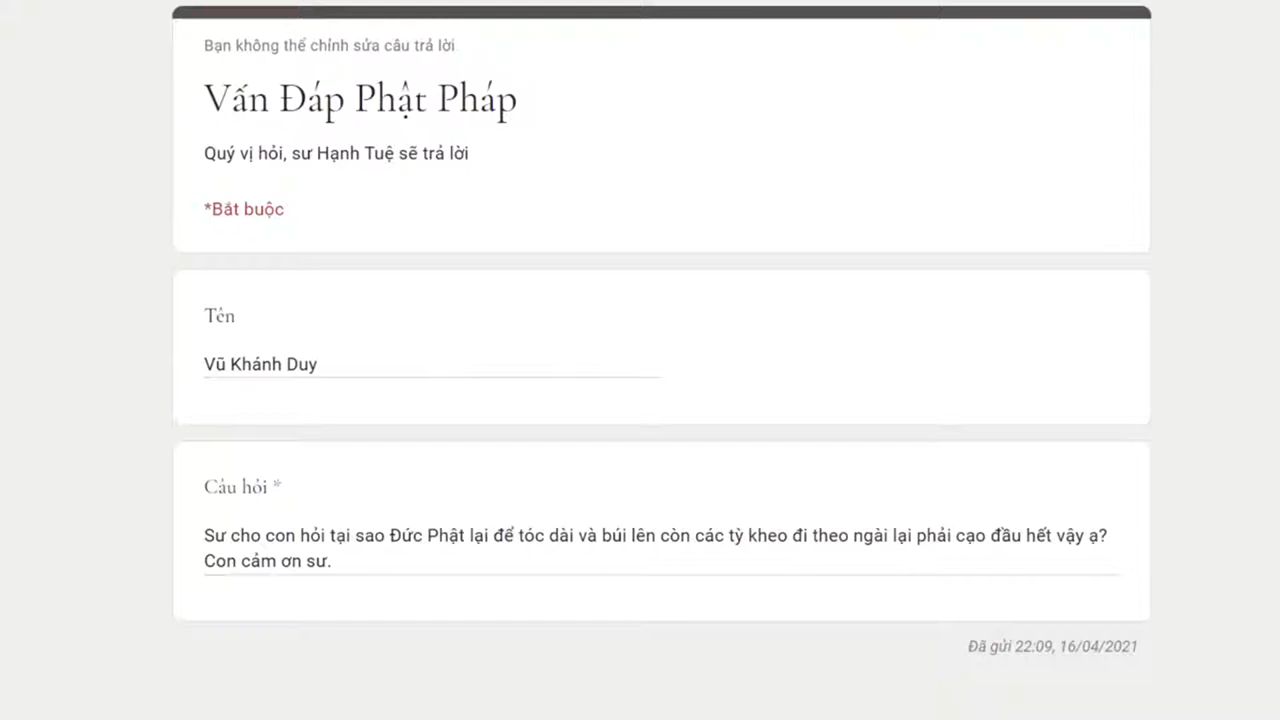 Bạn không thể chỉnh sửa câu trả lời
Vấn Đáp Phật Pháp
Quý vị hỏi, sư Hạnh Tuệ sẽ trả lời
*Bắt buộc
Tên
Vũ Khánh Duy
Câu hỏi *
Sư cho con hỏi tại sao Đức Phật lại để tóc dài và búi lên còn các tỳ kheo đi theo ngài lại phải cạo đầu hết vậy ạ?
Con cảm ơn sư.
Đã gửi 22:09, 16/04/2021